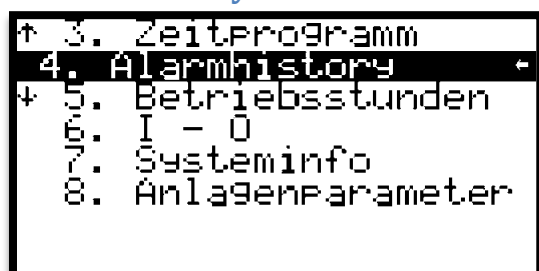 ↑ 3. Zeitprogramm
4. Alarmhistory ←
↓ 5. Betriebsstunden
6. I - O
7. Systeminfo
8. Anlagenparameter